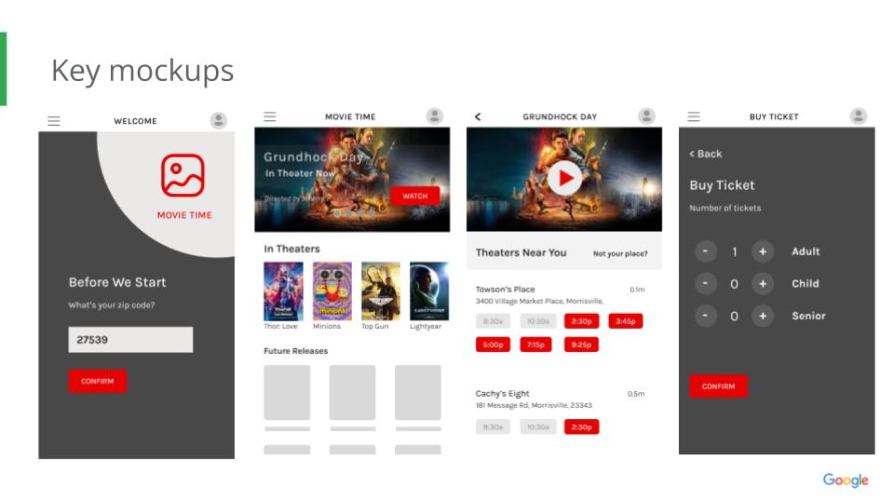 Key mockups
WELCOME
MOVIE TIME
Before We Start
What's your zip code?
27539
CONFIRM
MOVIE TIME
Grundhock Day
In Theater Now
Directed by
WATCH
In Theaters
Thor: Love
Minions
Top Gun
Lightyear
Future Releases
GRUNDHOCK DAY
Theaters Near You
Not your place?
Towson's Place
0.1m
3400 Village Market Place, Morrisville,
8:30a 10:30a 2:30p 3:45p
5:00p 7:15p 9:25p
Cachy's Eight
0.5m
181 Message Rd, Morrisville, 23343
8:30a 10:30a 2:30p
BUY TICKET
< Back
Buy Ticket
Number of tickets
- 1 + Adult
- 0 + Child
- 0 + Senior
CONFIRM
Google